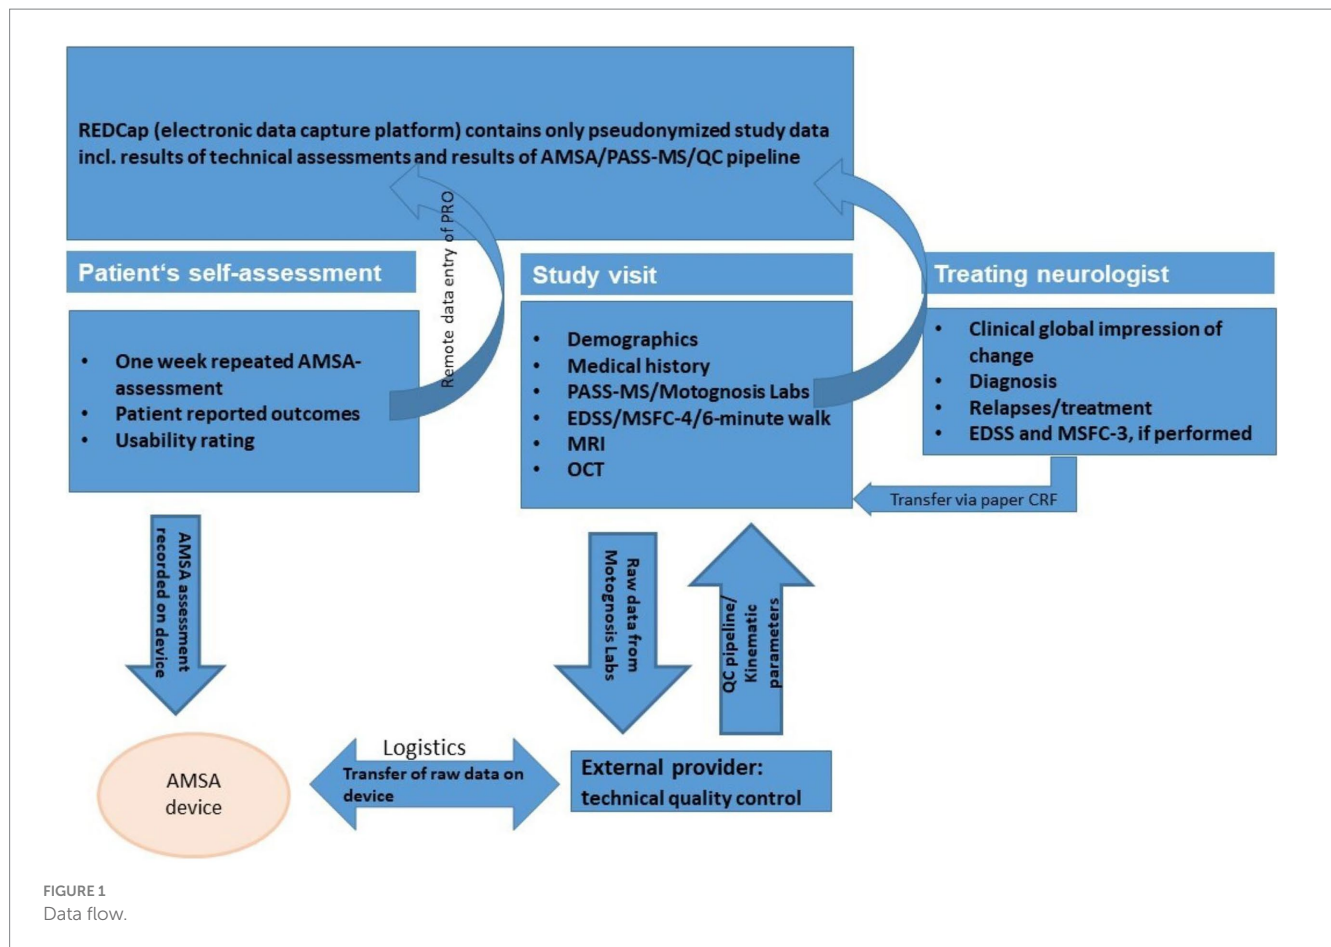 REDCap (electronic data capture platform) contains only pseudonymized study data
incl. results of technical assessments and results of AMSA/PASS-MS/QC pipeline
Remote data entry of PRO
Patient‘s self-assessment
• One week repeated AMSA-
assessment
• Patient reported outcomes
• Usability rating
Study visit
• Demographics
• Medical history
• PASS-MS/Motognosis Labs
• EDSS/MSFC-4/6-minute walk
• MRI
• OCT
Treating neurologist
• Clinical global impression of
change
• Diagnosis
• Relapses/treatment
• EDSS and MSFC-3, if performed
Transfer via paper CRF
AMSA assessment
recorded on device
Raw data from
Motognosis Labs
QC pipeline/
Kinematic
parameters
AMSA
device
Logistics
Transfer of raw data on
device
External provider:
technical quality control
FIGURE 1
Data flow.